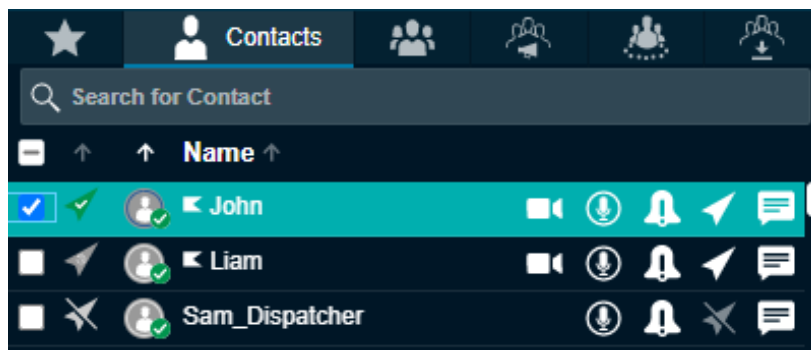 Contacts
Search for Contact
Name
John
Liam
Sam_Dispatcher